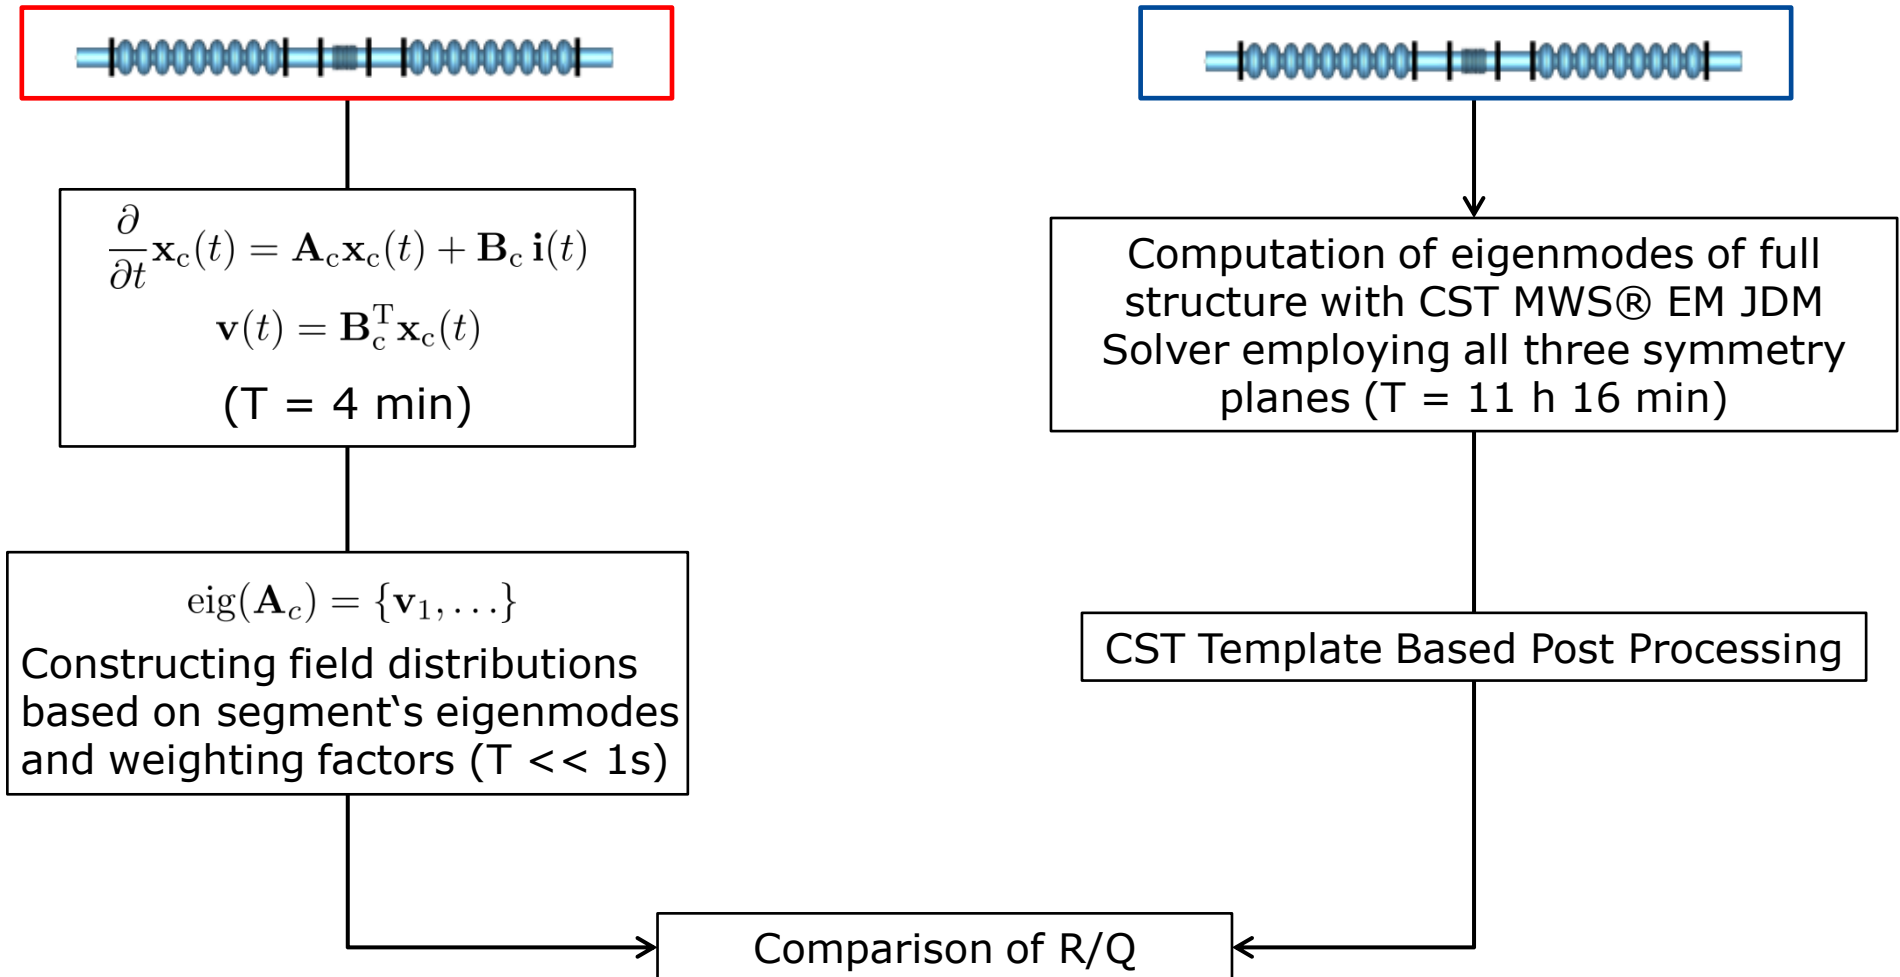 ∂/∂t x_c(t) = A_c x_c(t) + B_c i(t)
v(t) = B_c^T x_c(t)
(T = 4 min)
eig(A_c) = {v_1, …}
Constructing field distributions
based on segment‘s eigenmodes
and weighting factors (T << 1s)
Computation of eigenmodes of full
structure with CST MWS® EM JDM
Solver employing all three symmetry
planes (T = 11 h 16 min)
CST Template Based Post Processing
Comparison of R/Q